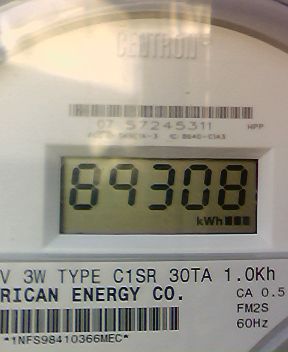 CENTRON
07 57245311 HPP
89308
kWh
V 3W TYPE C1SR 30TA 1.0Kh
RICAN ENERGY CO. CA 0.5
FM2S
60Hz
*1NFS98410366MEC*